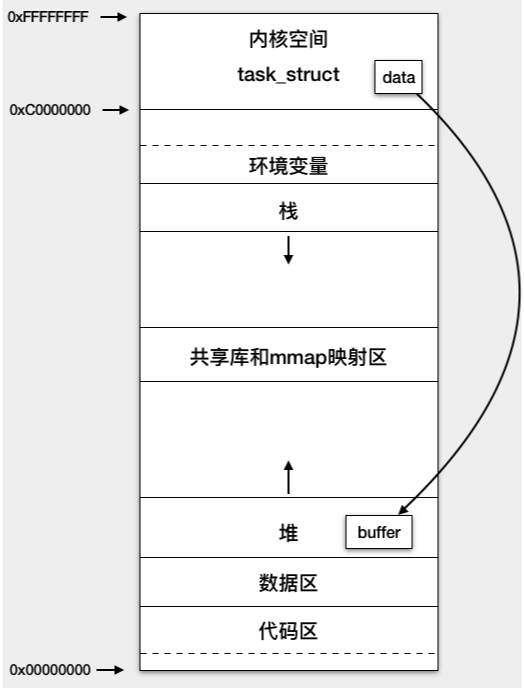 0xFFFFFFFF
内核空间
task_struct
data
0xC0000000
环境变量
栈
共享库和mmap映射区
堆
buffer
数据区
代码区
0x00000000